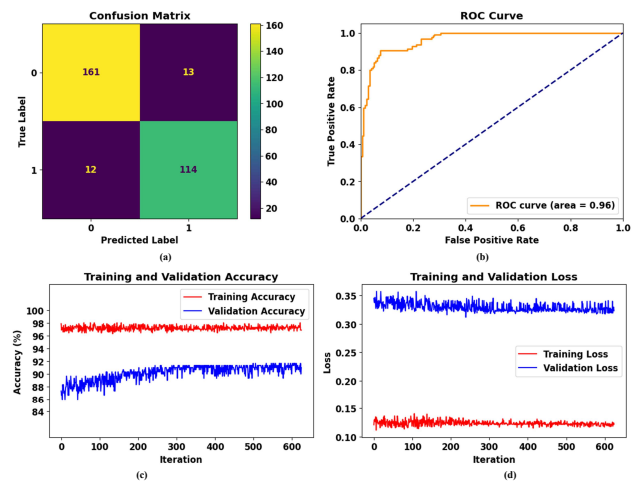 Confusion Matrix
0
1
True Label
161
13
12
114
0
1
Predicted Label
160
140
120
100
80
60
40
20
(a)
ROC Curve
True Positive Rate
1.0
0.8
0.6
0.4
0.2
0.0
ROC curve (area = 0.96)
0.0 0.2 0.4 0.6 0.8 1.0
False Positive Rate
(b)
Training and Validation Accuracy
Accuracy (%)
100
98
96
94
92
90
88
86
84
Training Accuracy
Validation Accuracy
0 100 200 300 400 500 600
Iteration
(c)
Training and Validation Loss
Loss
0.35
0.30
0.25
0.20
0.15
0.10
Training Loss
Validation Loss
0 100 200 300 400 500 600
Iteration
(d)